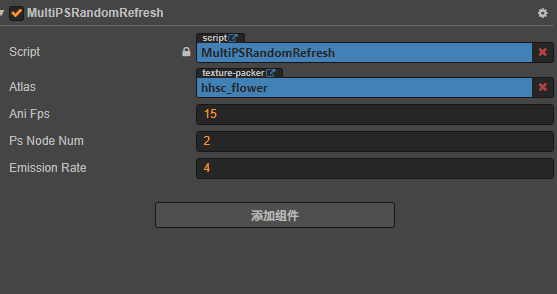 MultiPSRandomRefresh
script
Script MultiPSRandomRefresh
texture-packer
Atlas hhsc_flower
Ani Fps 15
Ps Node Num 2
Emission Rate 4
添加组件